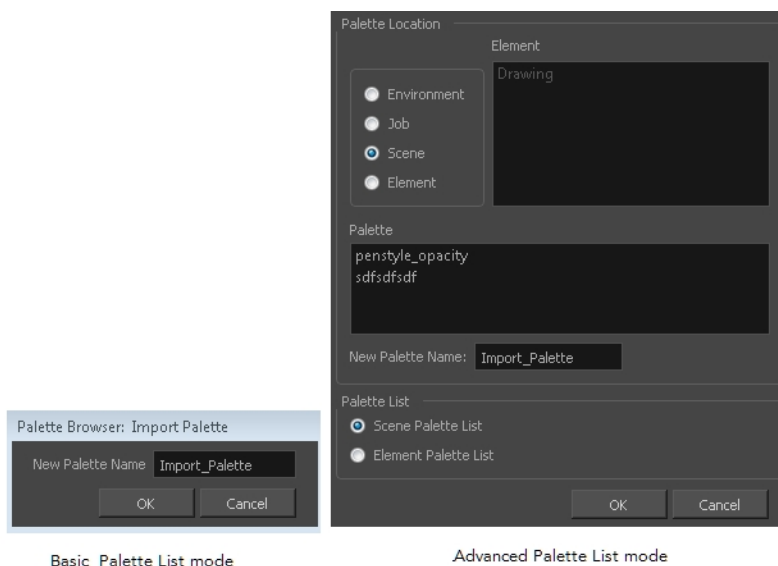 Palette Location
Element
Drawing
Environment
Job
Scene
Element
Palette
penstyle_opacity
sdfsdfsdf
New Palette Name: Import_Palette
Palette List
Scene Palette List
Element Palette List
OK Cancel
Advanced Palette List mode
Palette Browser: Import Palette
New Palette Name Import_Palette
OK Cancel
Basic Palette List mode